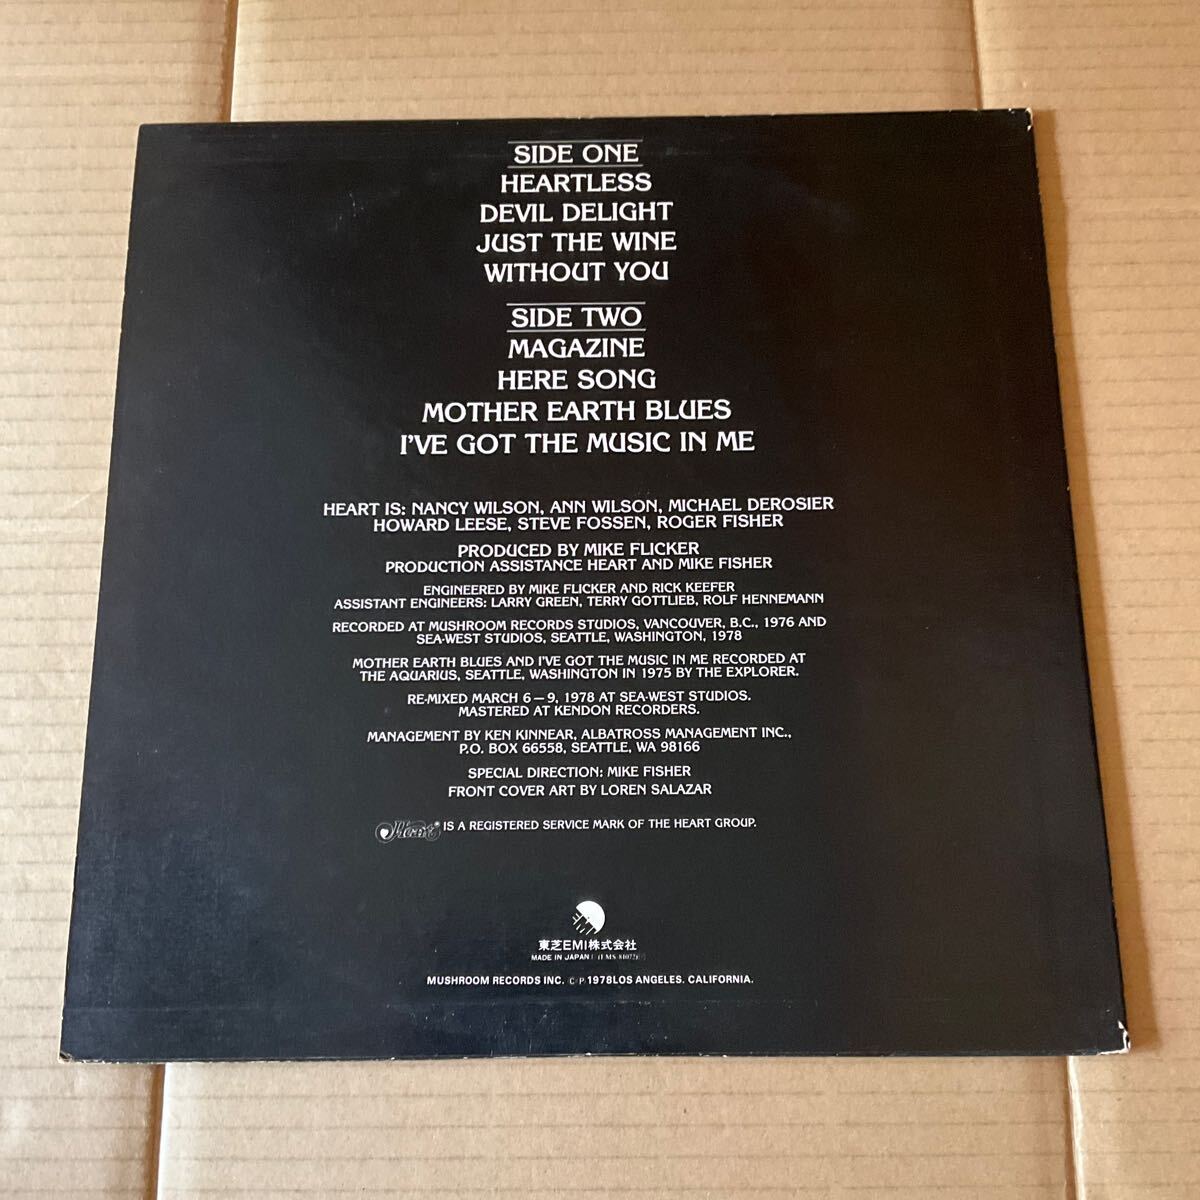 SIDE ONE
HEARTLESS
DEVIL DELIGHT
JUST THE WINE
WITHOUT YOU
SIDE TWO
MAGAZINE
HERE SONG
MOTHER EARTH BLUES
I'VE GOT THE MUSIC IN ME
HEART IS: NANCY WILSON, ANN WILSON, MICHAEL DEROSIER
HOWARD LEESE, STEVE FOSSEN, ROGER FISHER
PRODUCED BY MIKE FLICKER
PRODUCTION ASSISTANCE HEART AND MIKE FISHER
ENGINEERED BY MIKE FLICKER AND RICK KEEFER
ASSISTANT ENGINEERS: LARRY GREEN, TERRY GOTTLIEB, ROLF HENNEMANN
RECORDED AT MUSHROOM RECORDS STUDIOS, VANCOUVER, B.C., 1976 AND
SEA-WEST STUDIOS, SEATTLE, WASHINGTON, 1978
MOTHER EARTH BLUES AND I'VE GOT THE MUSIC IN ME RECORDED AT
THE AQUARIUS, SEATTLE, WASHINGTON IN 1975 BY THE EXPLORER.
RE-MIXED MARCH 6–9, 1978 AT SEA-WEST STUDIOS.
MASTERED AT KENDON RECORDERS.
MANAGEMENT BY KEN KINNEAR, ALBATROSS MANAGEMENT INC.,
P.O. BOX 66558, SEATTLE, WA 98166
SPECIAL DIRECTION: MIKE FISHER
FRONT COVER ART BY LOREN SALAZAR
Heart IS A REGISTERED SERVICE MARK OF THE HEART GROUP.
EMI
東芝EMI株式会社
MADE IN JAPAN (EMS-81072)
MUSHROOM RECORDS INC. © ℗ 1978 LOS ANGELES. CALIFORNIA.